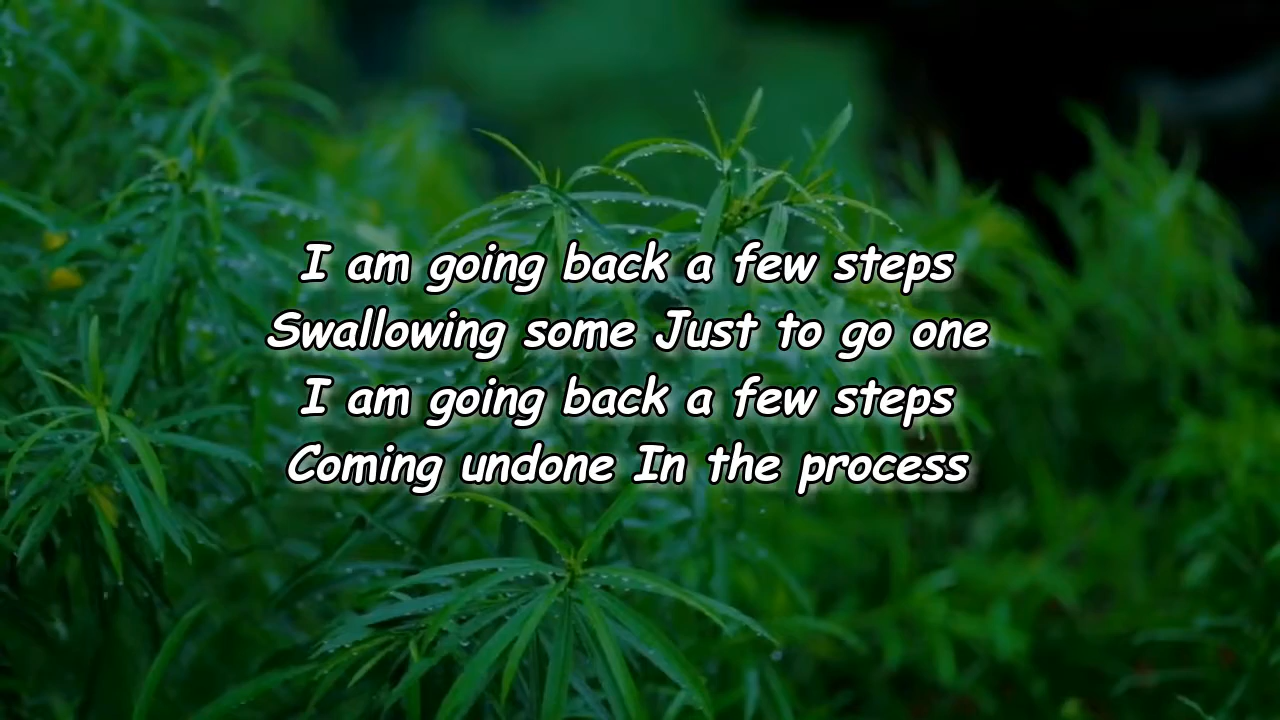 I am going back a few steps
Swallowing some Just to go one
I am going back a few steps
Coming undone In the process